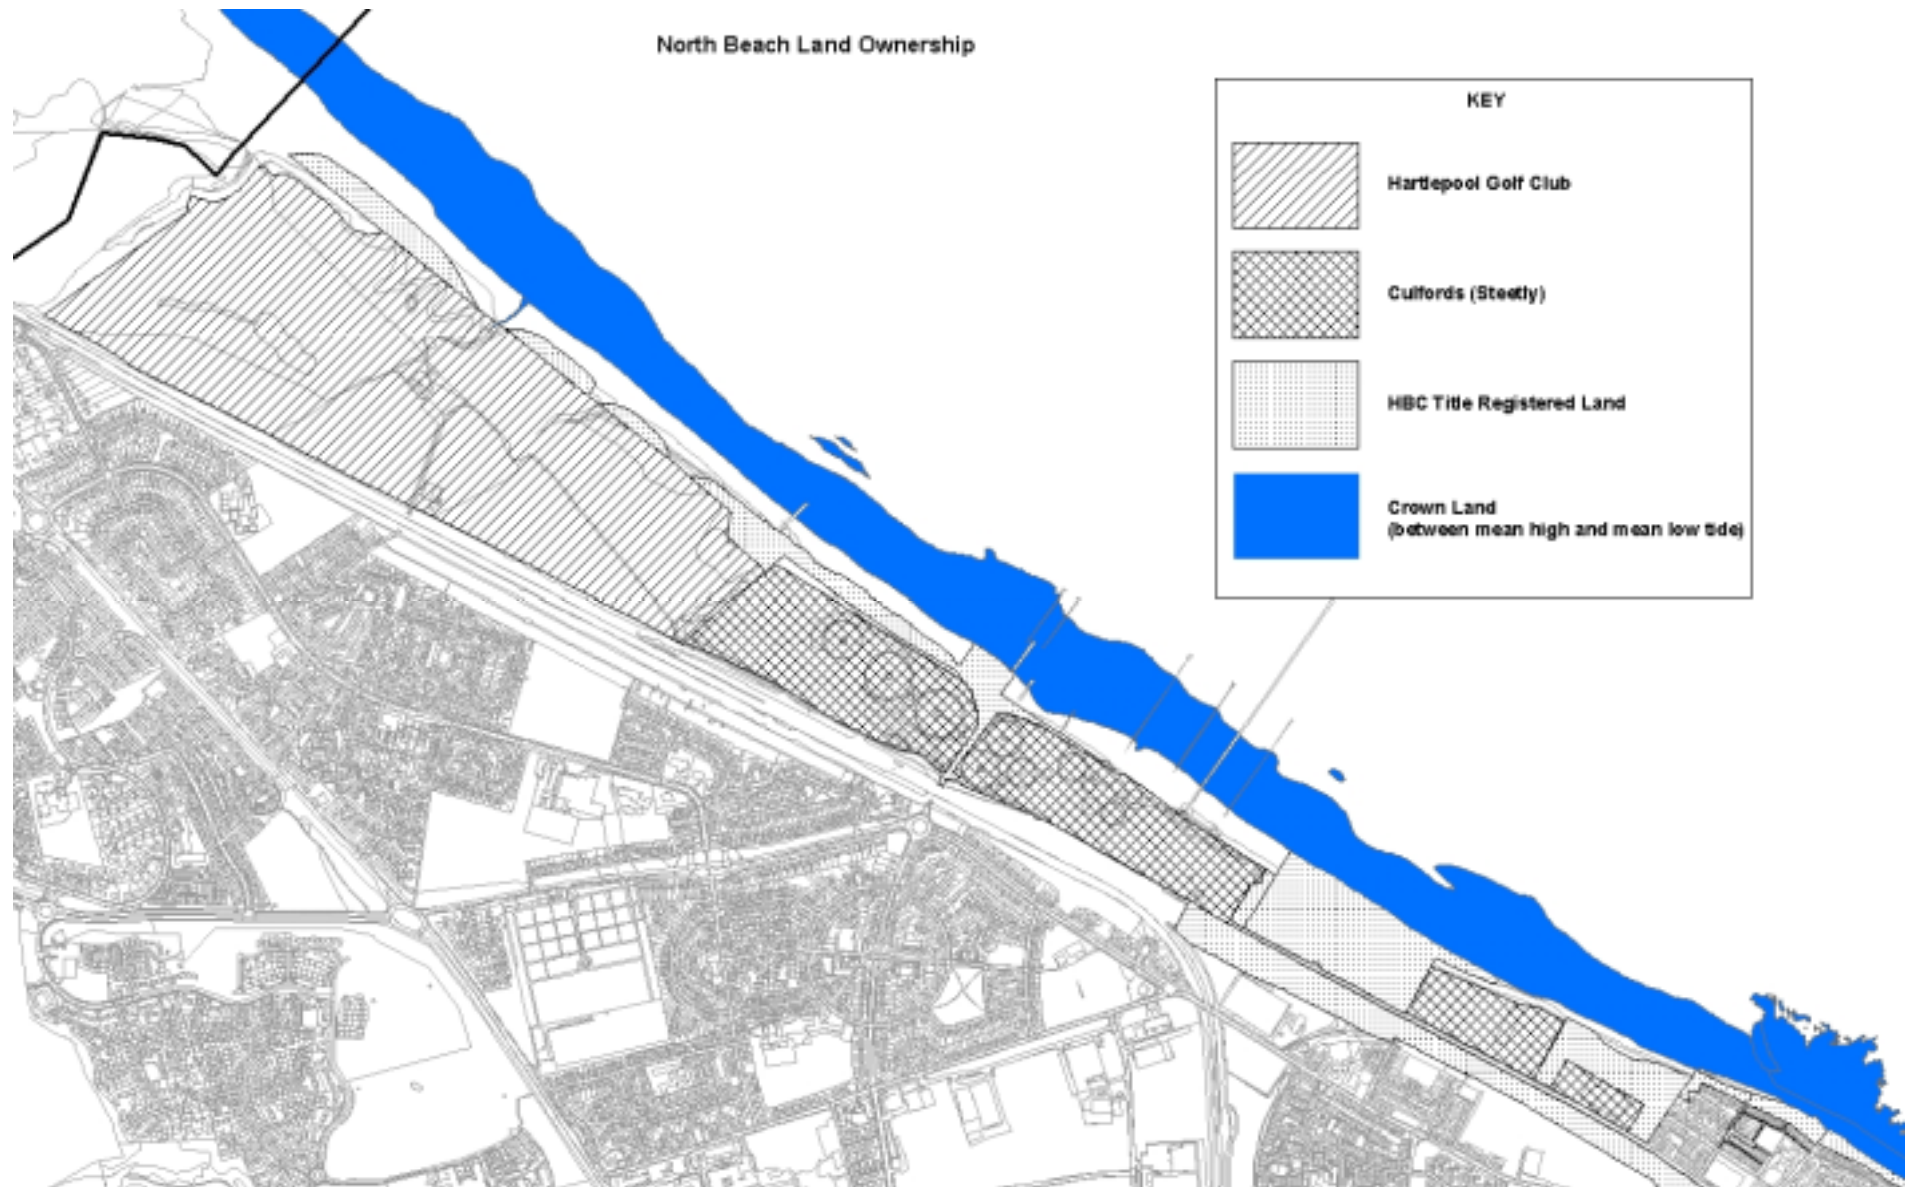 North Beach Land Ownership
KEY
Hartlepool Golf Club
Culfords (Steetly)
HBC Title Registered Land
Crown Land
(between mean high and mean low tide)